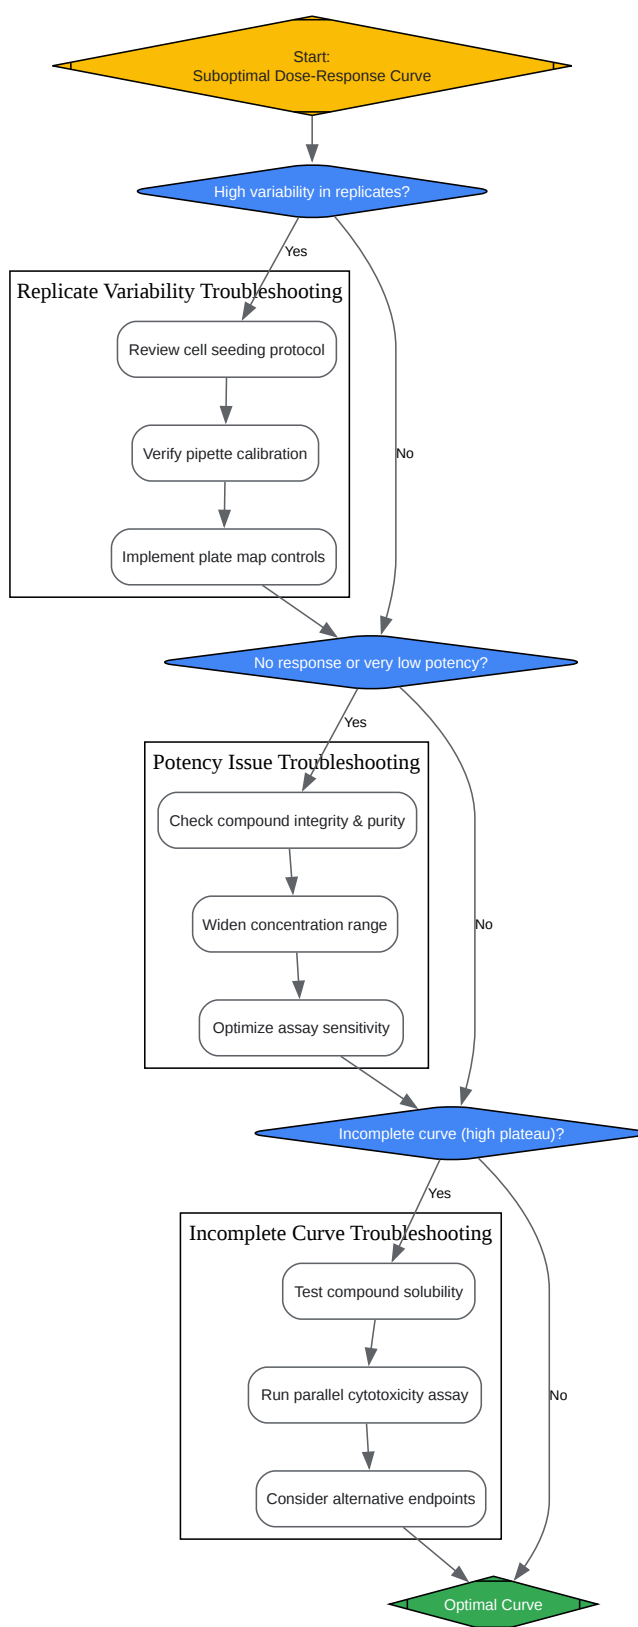 Start:
Suboptimal Dose-Response Curve
High variability in replicates?
Yes
Replicate Variability Troubleshooting
Review cell seeding protocol
Verify pipette calibration
No
Implement plate map controls
No response or very low potency?
Yes
Potency Issue Troubleshooting
Check compound integrity & purity
Widen concentration range
No
Optimize assay sensitivity
Incomplete curve (high plateau)?
Yes
Incomplete Curve Troubleshooting
Test compound solubility
Run parallel cytotoxicity assay
No
Consider alternative endpoints
Optimal Curve